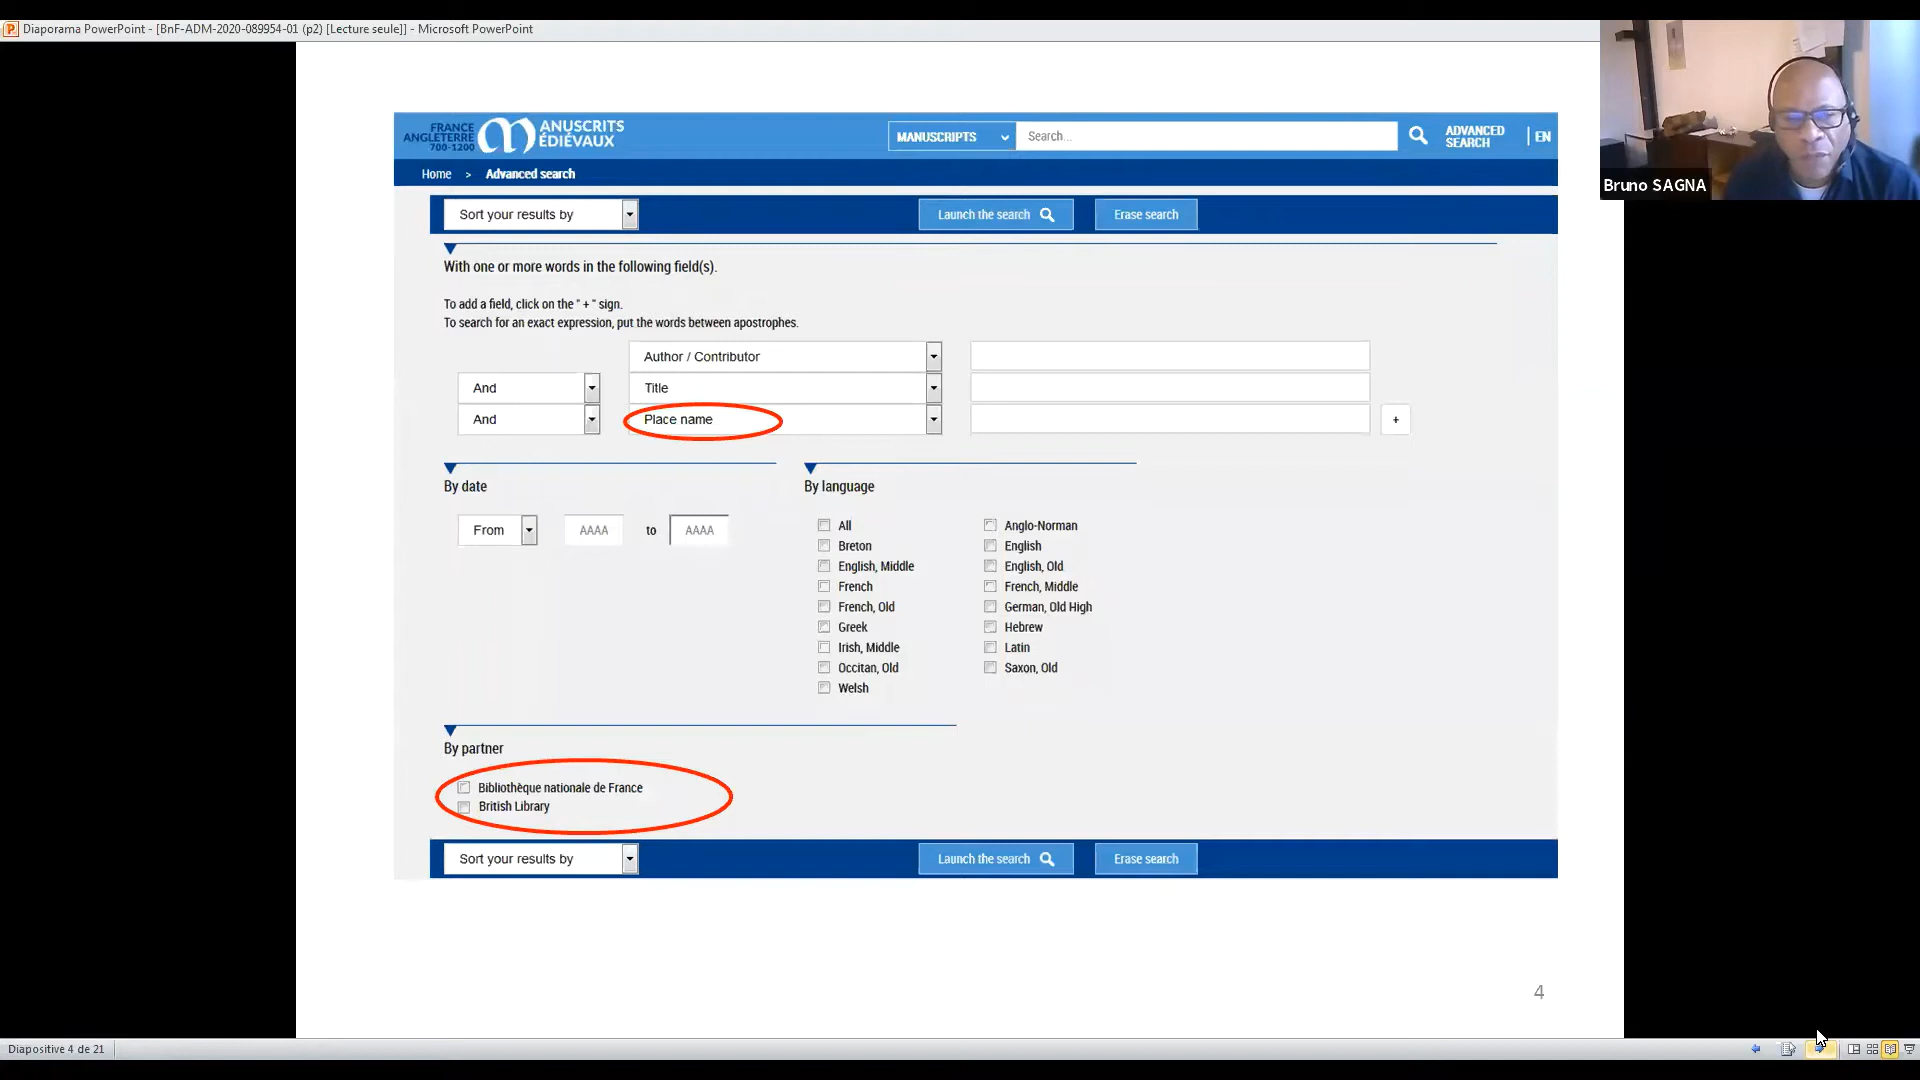 Diaporama PowerPoint - [BnF-ADM-2020-089954-01 (p2) [Lecture seule]] - Microsoft PowerPoint
Bruno SAGNA
FRANCE
ANGLETERRE
700-1200
MANUSCRITS
MÉDIÉVAUX
MANUSCRIPTS
Search...
ADVANCED
SEARCH
EN
Home > Advanced search
Sort your results by
Launch the search
Erase search
With one or more words in the following field(s).
To add a field, click on the " + " sign.
To search for an exact expression, put the words between apostrophes.
Author / Contributor
And Title
And Place name +
By date
From AAAA to AAAA
By language
All
Breton
English, Middle
French
French, Old
Greek
Irish, Middle
Occitan, Old
Welsh
Anglo-Norman
English
English, Old
French, Middle
German, Old High
Hebrew
Latin
Saxon, Old
By partner
Bibliothèque nationale de France
British Library
Sort your results by
Launch the search
Erase search
4
Diapositive 4 de 21